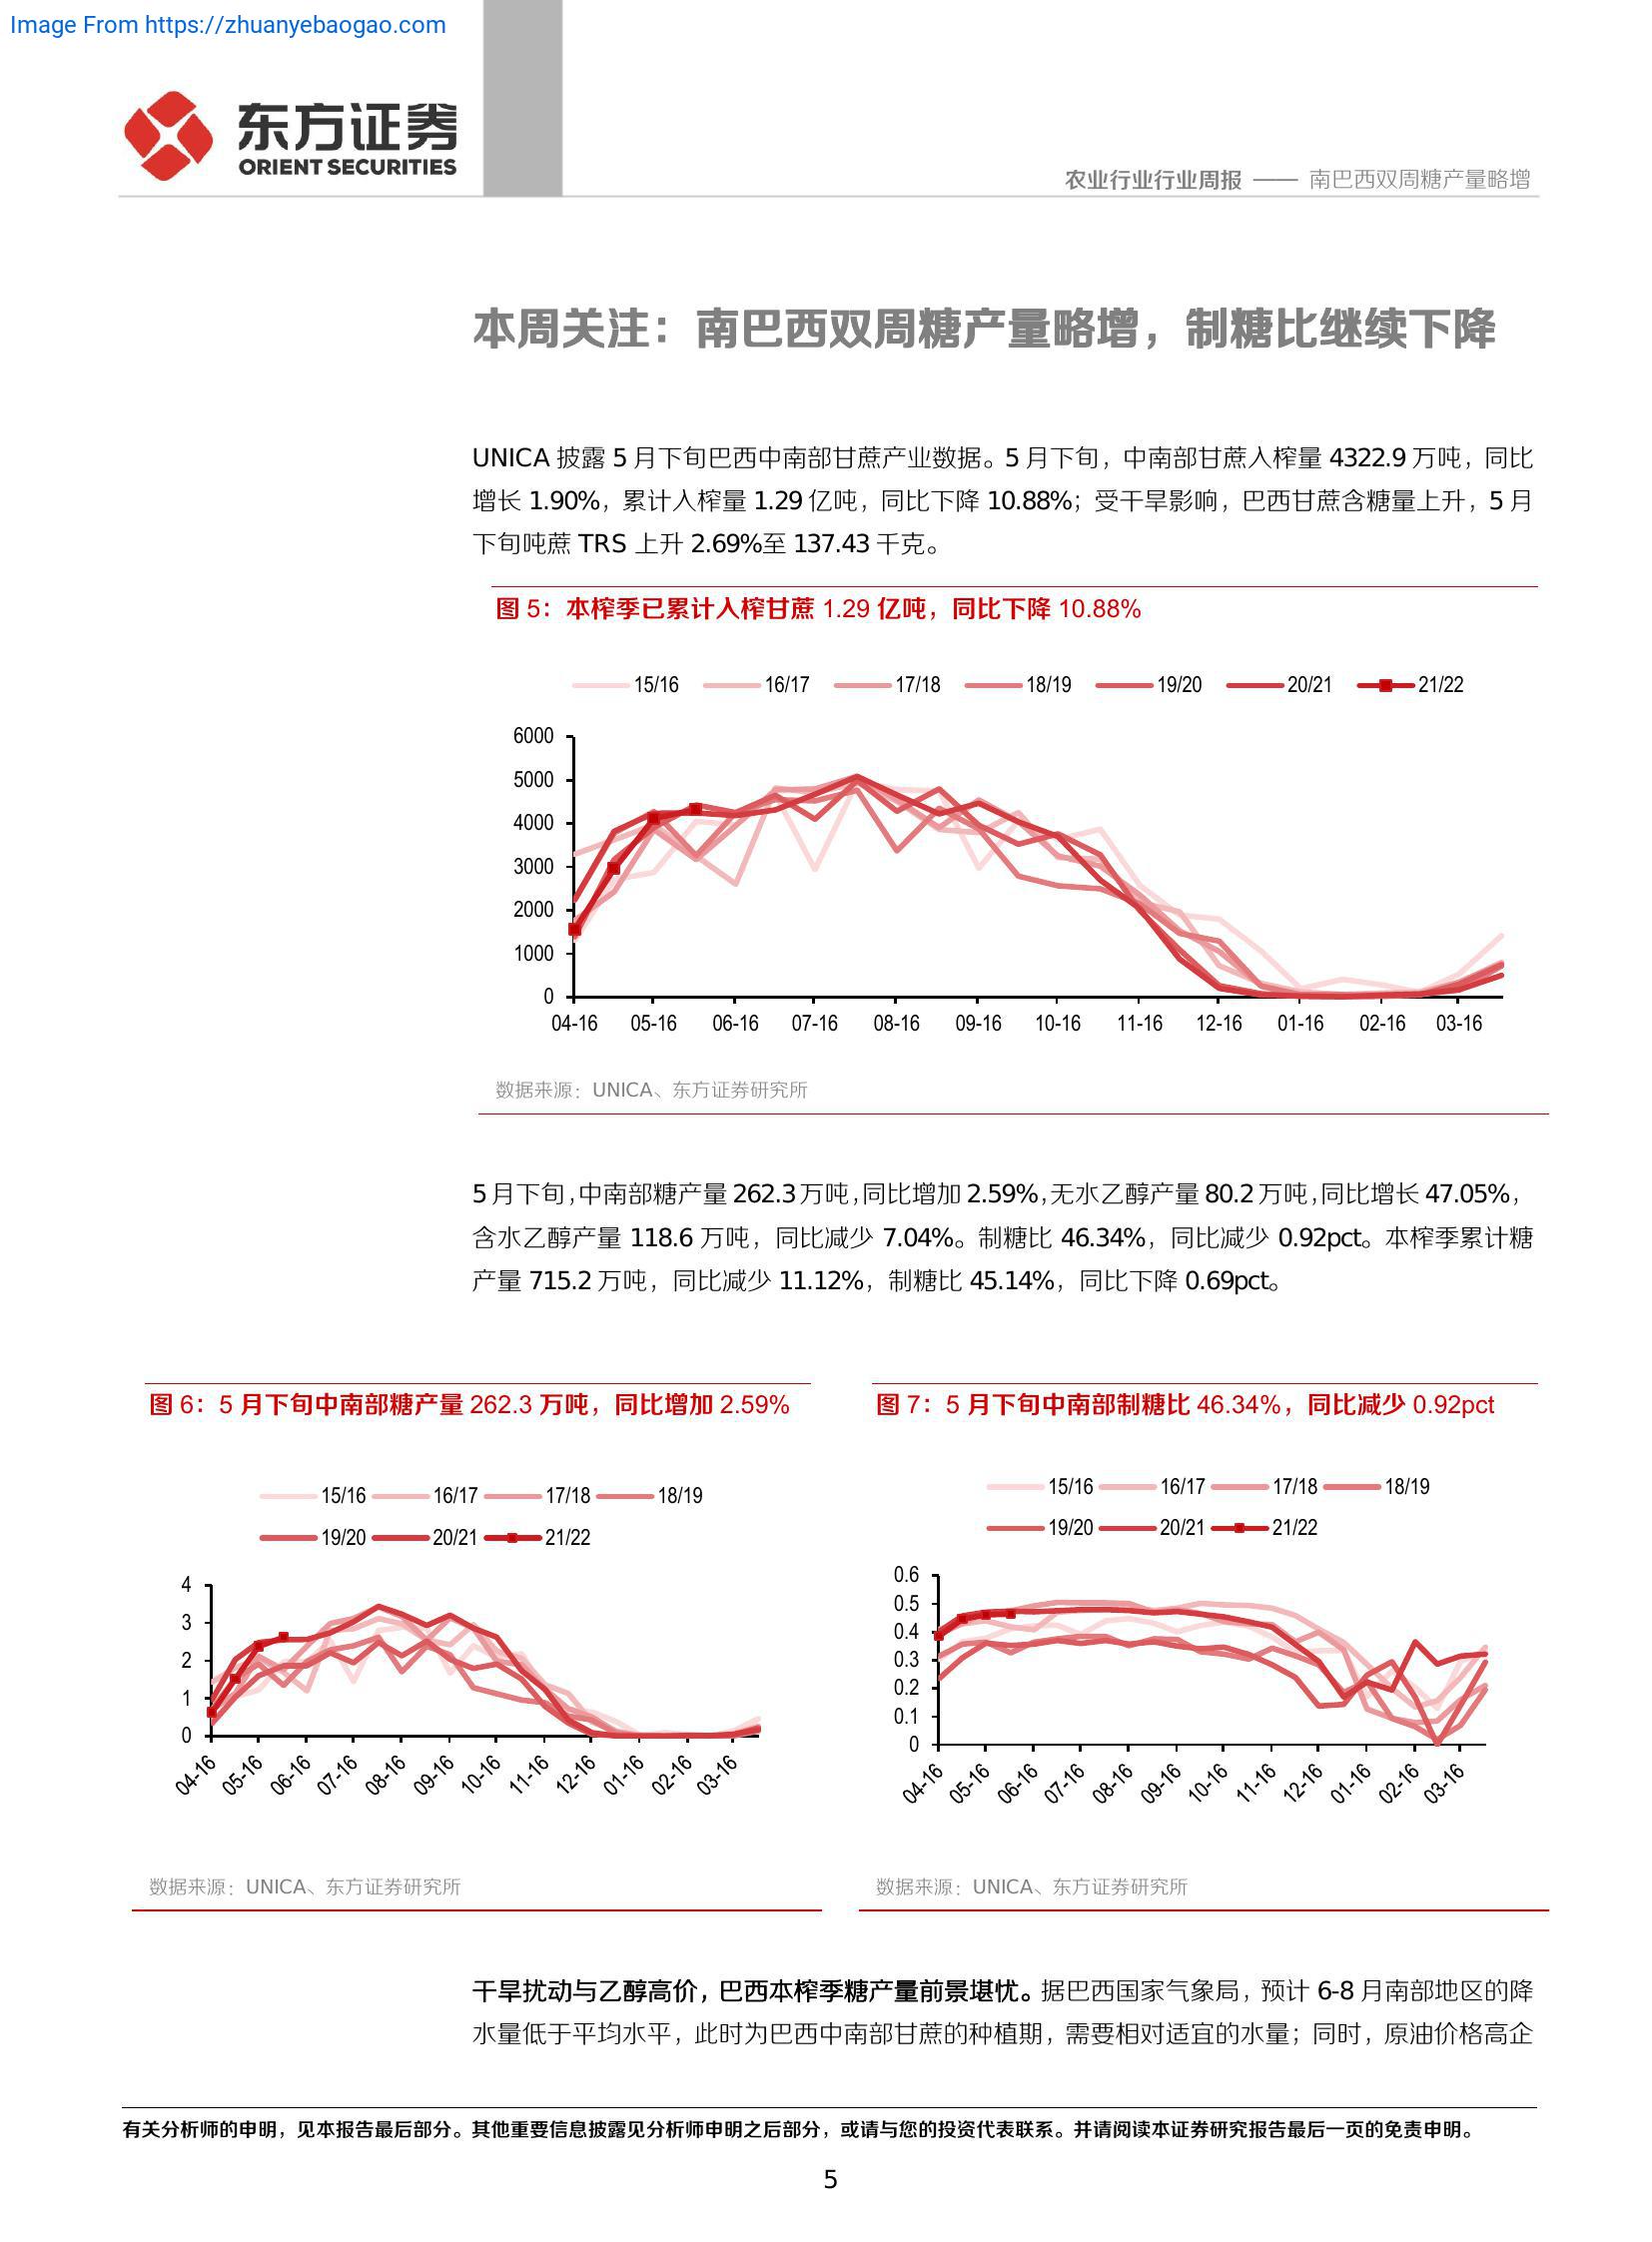 Image From https://zhuanyebaogao.com
东方证券
ORIENT SECURITIES
农业行业行业周报 —— 南巴西双周糖产量略增
本周关注：南巴西双周糖产量略增，制糖比继续下降
UNICA 披露 5 月下旬巴西中南部甘蔗产业数据。5 月下旬，中南部甘蔗入榨量 4322.9 万吨，同比
增长 1.90%，累计入榨量 1.29 亿吨，同比下降 10.88%；受干旱影响，巴西甘蔗含糖量上升，5 月
下旬吨蔗 TRS 上升 2.69%至 137.43 千克。
图 5：本榨季已累计入榨甘蔗 1.29 亿吨，同比下降 10.88%
15/16 16/17 17/18 18/19 19/20 20/21 21/22
6000
5000
4000
3000
2000
1000
0
04-16 05-16 06-16 07-16 08-16 09-16 10-16 11-16 12-16 01-16 02-16 03-16
数据来源：UNICA、东方证券研究所
5 月下旬，中南部糖产量 262.3 万吨，同比增加 2.59%，无水乙醇产量 80.2 万吨，同比增长 47.05%，
含水乙醇产量 118.6 万吨，同比减少 7.04%。制糖比 46.34%，同比减少 0.92pct。本榨季累计糖
产量 715.2 万吨，同比减少 11.12%，制糖比 45.14%，同比下降 0.69pct。
图 6：5 月下旬中南部糖产量 262.3 万吨，同比增加 2.59%
15/16 16/17 17/18 18/19
19/20 20/21 21/22
4
3
2
1
0
04-16 05-16 06-16 07-16 08-16 09-16 10-16 11-16 12-16 01-16 02-16 03-16
数据来源：UNICA、东方证券研究所
图 7：5 月下旬中南部制糖比 46.34%，同比减少 0.92pct
15/16 16/17 17/18 18/19
19/20 20/21 21/22
0.6
0.5
0.4
0.3
0.2
0.1
0
04-16 05-16 06-16 07-16 08-16 09-16 10-16 11-16 12-16 01-16 02-16 03-16
数据来源：UNICA、东方证券研究所
干旱扰动与乙醇高价，巴西本榨季糖产量前景堪忧。据巴西国家气象局，预计 6-8 月南部地区的降
水量低于平均水平，此时为巴西中南部甘蔗的种植期，需要相对适宜的水量；同时，原油价格高企
有关分析师的申明，见本报告最后部分。其他重要信息披露见分析师申明之后部分，或请与您的投资代表联系。并请阅读本证券研究报告最后一页的免责申明。
5